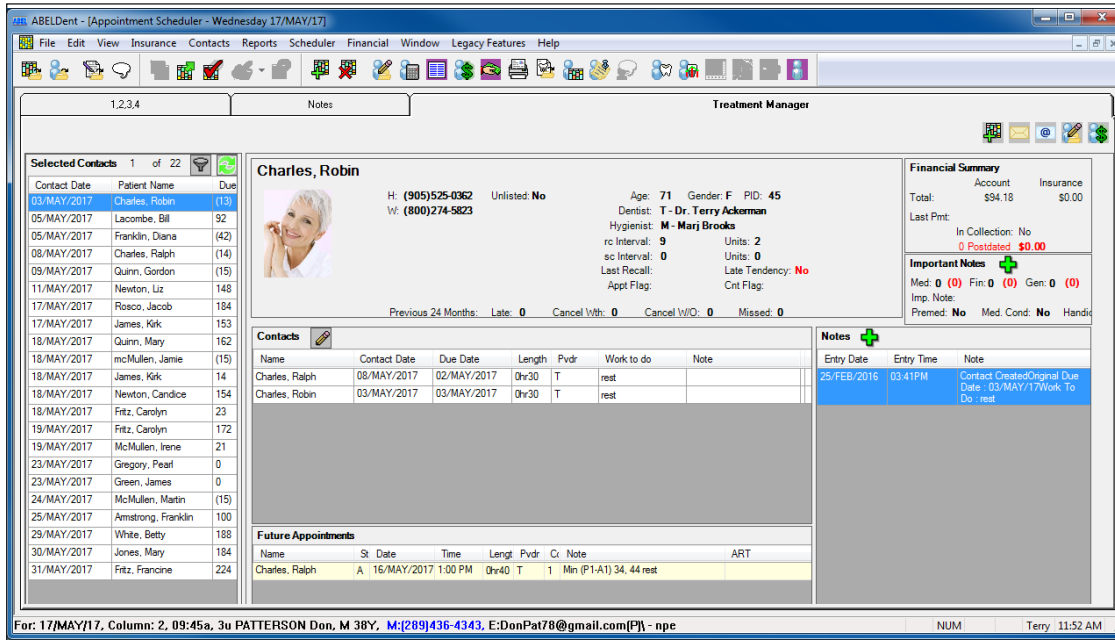 ABELDent - [Appointment Scheduler - Wednesday 17/MAY/17]
File Edit View Insurance Contacts Reports Scheduler Financial Window Legacy Features Help
1,2,3,4 Notes Treatment Manager
Selected Contacts 1 of 22
Contact Date Patient Name Due
03/MAY/2017 Charles, Robin (13)
05/MAY/2017 Lacombe, Bill 92
05/MAY/2017 Franklin, Diana (42)
08/MAY/2017 Charles, Ralph (14)
09/MAY/2017 Quinn, Gordon (15)
11/MAY/2017 Newton, Liz 148
17/MAY/2017 Rosco, Jacob 184
17/MAY/2017 James, Kirk 153
18/MAY/2017 Quinn, Mary 162
18/MAY/2017 mcMullen, Jamie (15)
18/MAY/2017 James, Kirk 14
18/MAY/2017 Newton, Candice 154
18/MAY/2017 Fritz, Carolyn 23
19/MAY/2017 Fritz, Carolyn 172
19/MAY/2017 McMullen, Irene 21
23/MAY/2017 Gregory, Pearl 0
23/MAY/2017 Green, James 0
24/MAY/2017 McMullen, Martin (15)
25/MAY/2017 Armstrong, Franklin 100
29/MAY/2017 White, Betty 188
30/MAY/2017 Jones, Mary 184
31/MAY/2017 Fritz, Francine 224
Charles, Robin
H: (905)525-0362 Unlisted: No
W: (800)274-5823
Age: 71 Gender: F PID: 45
Dentist: T - Dr. Terry Ackerman
Hygienist: M - Marj Brooks
rc Interval: 9 Units: 2
sc Interval: 0 Units: 0
Last Recall: Late Tendency: No
Appt Flag: Cnt Flag:
Previous 24 Months: Late: 0 Cancel Wth: 0 Cancel W/O: 0 Missed: 0
Financial Summary
Account Insurance
Total: $94.18 $0.00
Last Pmt:
In Collection: No
0 Postdated $0.00
Important Notes
Med: 0 (0) Fin: 0 (0) Gen: 0 (0)
Imp. Note:
Premed: No Med. Cond: No Handic
Contacts
Name Contact Date Due Date Length Pvdr Work to do Note
Charles, Ralph 08/MAY/2017 02/MAY/2017 0hr30 T rest
Charles, Robin 03/MAY/2017 03/MAY/2017 0hr30 T rest
Notes
Entry Date Entry Time Note
25/FEB/2016 03:41PM Contact CreatedOriginal Due
Date : 03/MAY/17Work To
Do : rest
Future Appointments
Name St Date Time Lengt Pvdr Cc Note ART
Charles, Ralph A 16/MAY/2017 1:00 PM 0hr40 T 1 Min (P1-A1) 34, 44 rest
For: 17/MAY/17, Column: 2, 09:45a, 3u PATTERSON Don, M 38Y, M:(289)436-4343, E:DonPat78@gmail.com(P)\ - npe
NUM Terry 11:52 AM